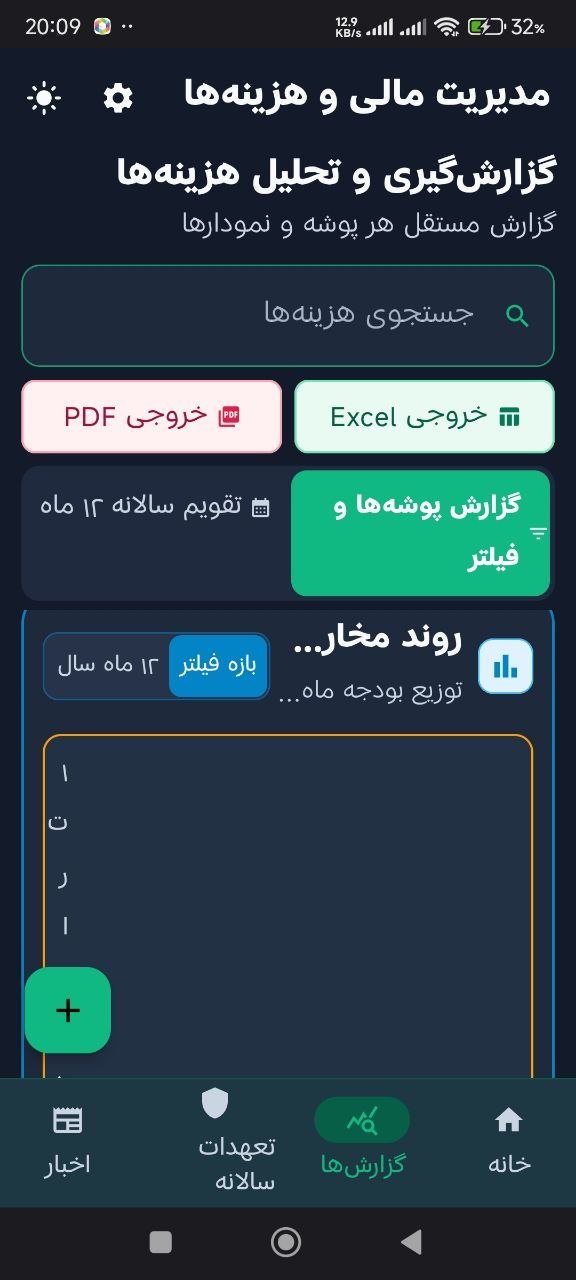 20:09
12.9
KB/s
32%
مدیریت مالی و هزینه‌ها
گزارش‌گیری و تحلیل هزینه‌ها
گزارش مستقل هر پوشه و نمودارها
جستجوی هزینه‌ها
خروجی Excel
خروجی PDF
PDF
گزارش پوشه‌ها و
فیلتر
تقویم سالانه ۱۲ ماه
روند مخار...
توزیع بودجه ماه...
بازه فیلتر
۱۲ ماه سال
۱
ت
ر
ا
+
خانه
گزارش‌ها
تعهدات
سالانه
اخبار